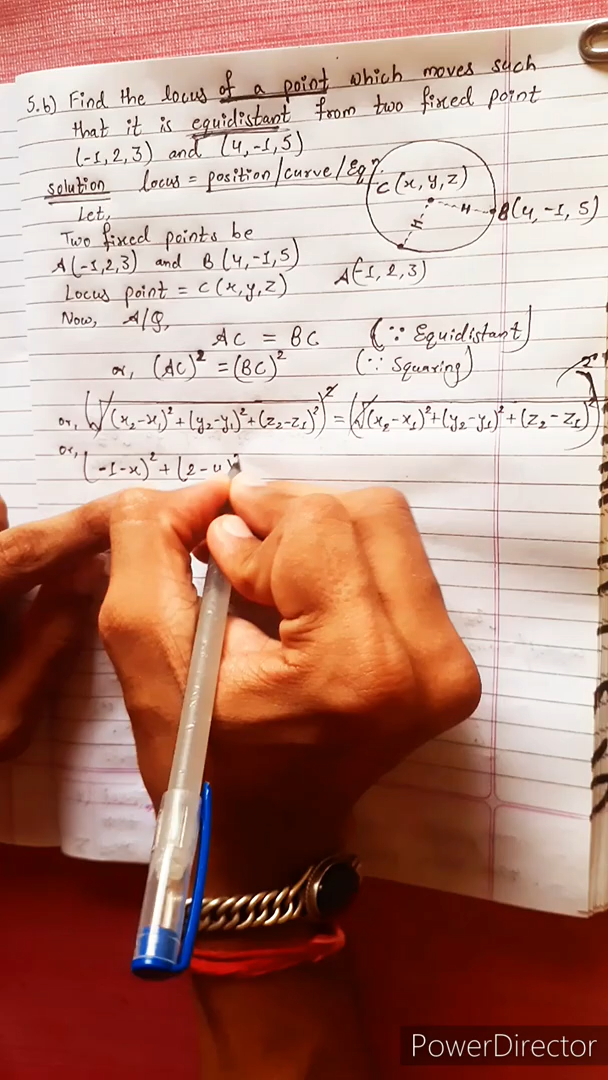 5.b) Find the locus of a point which moves such
that it is equidistant from two fixed point
(-1,2,3) and (4,-1,5)
solution locus = position/curve/Eqn
C(x,y,z)
B(4,-1,5)
A(-1,2,3)
Let,
Two fixed points be
A(-1,2,3) and B(4,-1,5)
Locus point = C(x,y,z)
Now, A/Q,
AC = BC (∵ Equidistant)
or, (AC)² = (BC)² (∵ Squaring)
or, (√(x₂-x₁)²+(y₂-y₁)²+(z₂-z₁)²)² = (√(x₂-x₁)²+(y₂-y₁)²+(z₂-z₁)²)²
or, (-1-x)² + (2-y)
PowerDirector